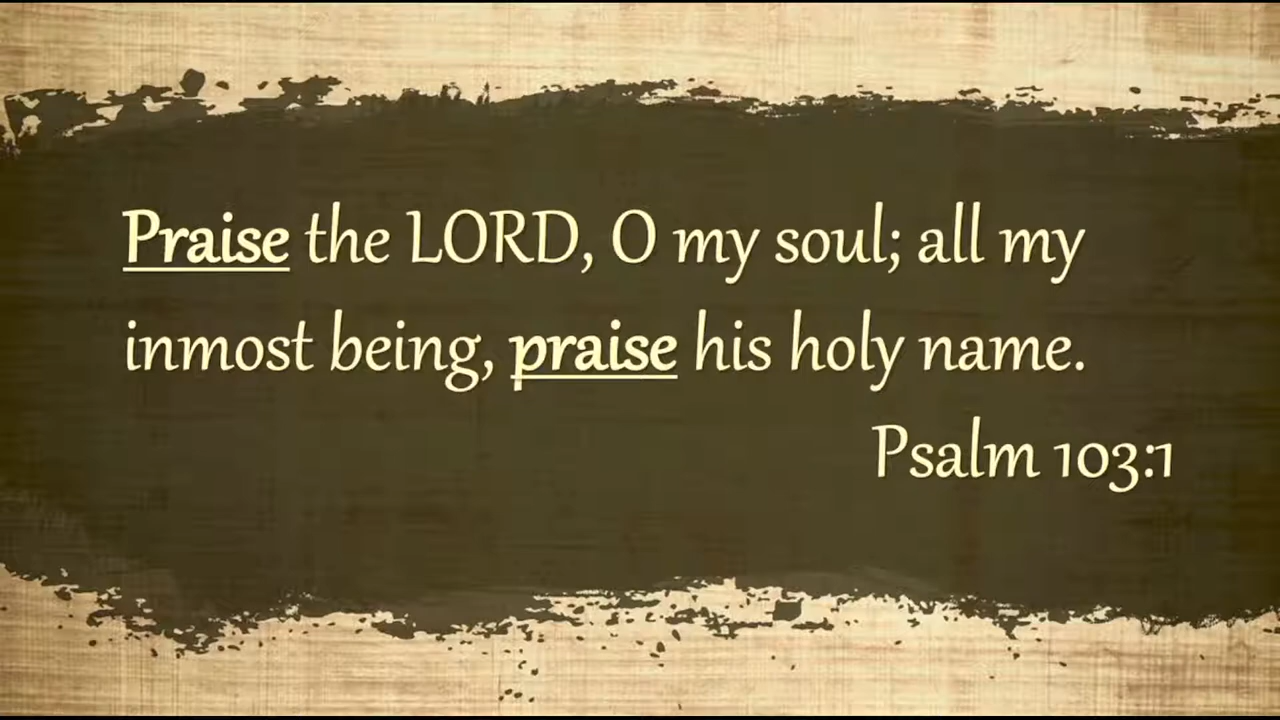 Praise the LORD, O my soul; all my
inmost being, praise his holy name.
Psalm 103:1